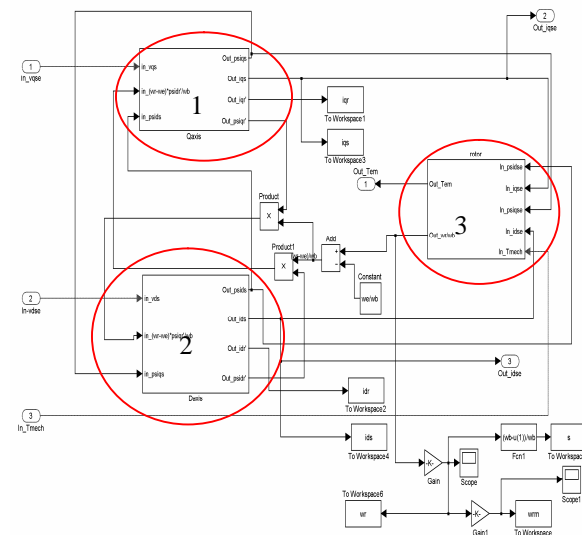 2
Out_iqse
1
In_vqse
In_vqs
In_(wr-we)*psidr'/wb
In_psids
Out_psiqs
Out_iqs
Out_iqr'
Out_psiqr'
1
Qaxis
iqr
To Workspace1
iqs
To Workspace3
rotor
Out_Tem
1
Out_Tem
Out_wr/wb
In_psidse
In_iqse
In_psiqse
In_idse
In_Tmech
3
Product
X
Product1
X
Add
+
−
Constant
we/wb
2
In-vdse
In_vds
In_(wr-we)*psiqr'/wb
In_psiqs
Out_psids
Out_ids
Out_idr'
Out_psidr'
2
Daxis
3
Out_idse
idr
To Workspace2
3
In_Tmech
ids
To Workspace4
-K-
Gain
Scope
(wb-u(1))/wb
Fcn1
s
To Workspac
Scope1
To Workspace6
wr
-K-
Gain1
wrm
To Workspace